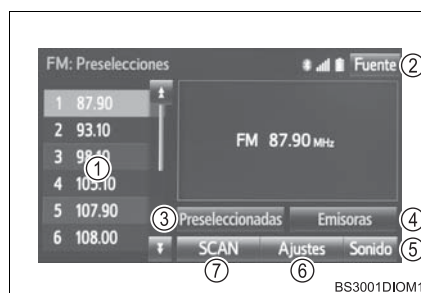 FM: Preselecciones
Fuente ②
1 87.90
2 93.10
3
①
4
5 107.90
6 108.00
FM 87.90 MHz
③ Preseleccionadas Emisoras ④
SCAN Ajustes Sonido ⑤
⑦ ⑥
BS3001DIOM1